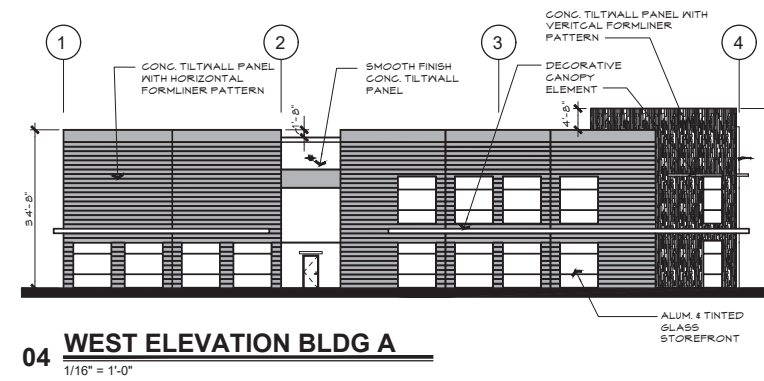 1
2
3
4
CONC. TILTWALL PANEL
WITH HORIZONTAL
FORMLINER PATTERN
SMOOTH FINISH
CONC. TILTWALL
PANEL
CONC. TILTWALL PANEL WITH
VERITCAL FORMLINER
PATTERN
DECORATIVE
CANOPY
ELEMENT
34'-8"
1'-8"
4'-8"
ALUM. & TINTED
GLASS
STOREFRONT
04 WEST ELEVATION BLDG A
1/16" = 1'-0"